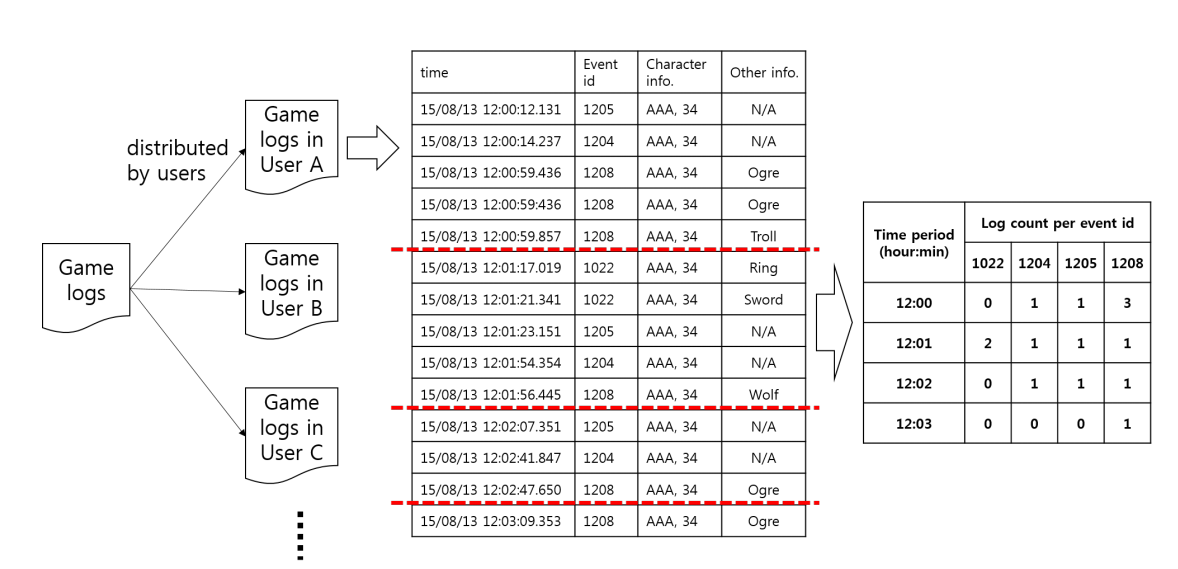 Game
logs
distributed
by users
Game
logs in
User A
Game
logs in
User B
Game
logs in
User C
time Event id Character info. Other info.
15/08/13 12:00:12.131 1205 AAA, 34 N/A
15/08/13 12:00:14.237 1204 AAA, 34 N/A
15/08/13 12:00:59.436 1208 AAA, 34 Ogre
15/08/13 12:00:59:436 1208 AAA, 34 Ogre
15/08/13 12:00:59.857 1208 AAA, 34 Troll
15/08/13 12:01:17.019 1022 AAA, 34 Ring
15/08/13 12:01:21.341 1022 AAA, 34 Sword
15/08/13 12:01:23.151 1205 AAA, 34 N/A
15/08/13 12:01:54.354 1204 AAA, 34 N/A
15/08/13 12:01:56.445 1208 AAA, 34 Wolf
15/08/13 12:02:07.351 1205 AAA, 34 N/A
15/08/13 12:02:41.847 1204 AAA, 34 N/A
15/08/13 12:02:47.650 1208 AAA, 34 Ogre
15/08/13 12:03:09.353 1208 AAA, 34 Ogre
Time period
(hour:min)
Log count per event id
1022 1204 1205 1208
12:00 0 1 1 3
12:01 2 1 1 1
12:02 0 1 1 1
12:03 0 0 0 1